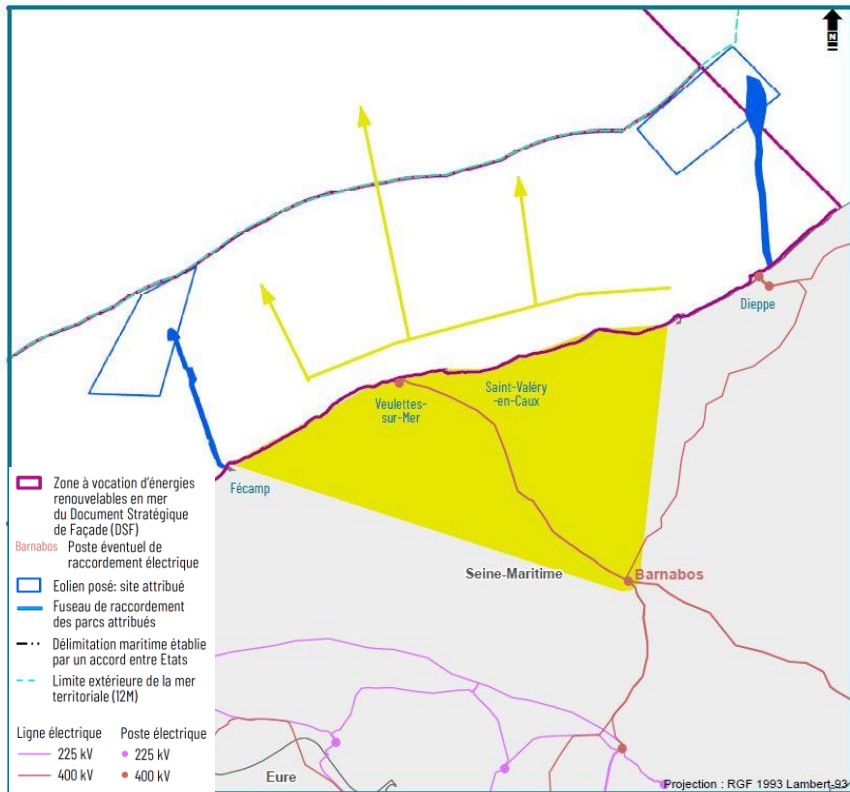 N
Dieppe
Saint-Valéry
-en-Caux
Veulettes-
sur-Mer
Fécamp
Seine-Maritime
Barnabos
Zone à vocation d'énergies
renouvelables en mer
du Document Stratégique
de Façade (DSF)
Barnabos Poste éventuel de
raccordement électrique
Eolien posé: site attribué
Fuseau de raccordement
des parcs attribués
Délimitation maritime établie
par un accord entre Etats
Limite extérieure de la mer
territoriale (12M)
Ligne électrique Poste électrique
225 kV 225 kV
400 kV 400 kV
Eure
Projection : RGF 1993 Lambert-93